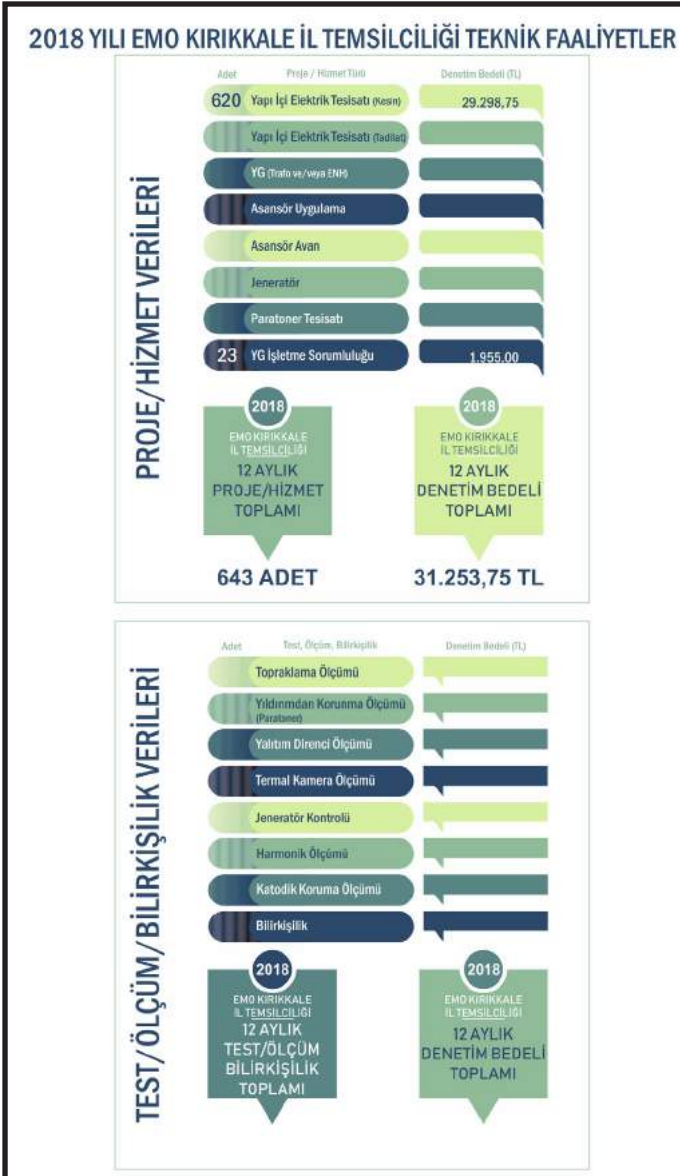 2018 YILI EMO KIRIKKALE İL TEMSİLCİLİĞİ TEKNİK FAALİYETLER
PROJE/HİZMET VERİLERİ
Adet Proje / Hizmet Türü Denetim Bedeli (TL)
620 Yapı İçi Elektrik Tesisatı (Kesin) 29.298,75
Yapı İçi Elektrik Tesisatı (Tadilat)
YG (Trafo ve/veya ENH)
Asansör Uygulama
Asansör Avan
Jeneratör
Paratoner Tesisatı
23 YG İşletme Sorumluluğu 1.955.00
2018
EMO KIRIKKALE
İL TEMSİLCİLİĞİ
12 AYLIK
PROJE/HİZMET
TOPLAMI
643 ADET
2018
EMO KIRIKKALE
İL TEMSİLCİLİĞİ
12 AYLIK
DENETİM BEDELİ
TOPLAMI
31.253,75 TL
TEST/ÖLÇÜM/BİLİRKİŞİLİK VERİLERİ
Adet Test, Ölçüm, Bilirkişilik Denetim Bedeli (TL)
Topraklama Ölçümü
Yıldırımdan Korunma Ölçümü
(Paratoner)
Yalıtım Direnci Ölçümü
Termal Kamera Ölçümü
Jeneratör Kontrolü
Harmonik Ölçümü
Katodik Koruma Ölçümü
Bilirkişilik
2018
EMO KIRIKKALE
İL TEMSİLCİLİĞİ
12 AYLIK
TEST/ÖLÇÜM
BİLİRKİŞİLİK
TOPLAMI
2018
EMO KIRIKKALE
İL TEMSİLCİLİĞİ
12 AYLIK
DENETİM BEDELİ
TOPLAMI